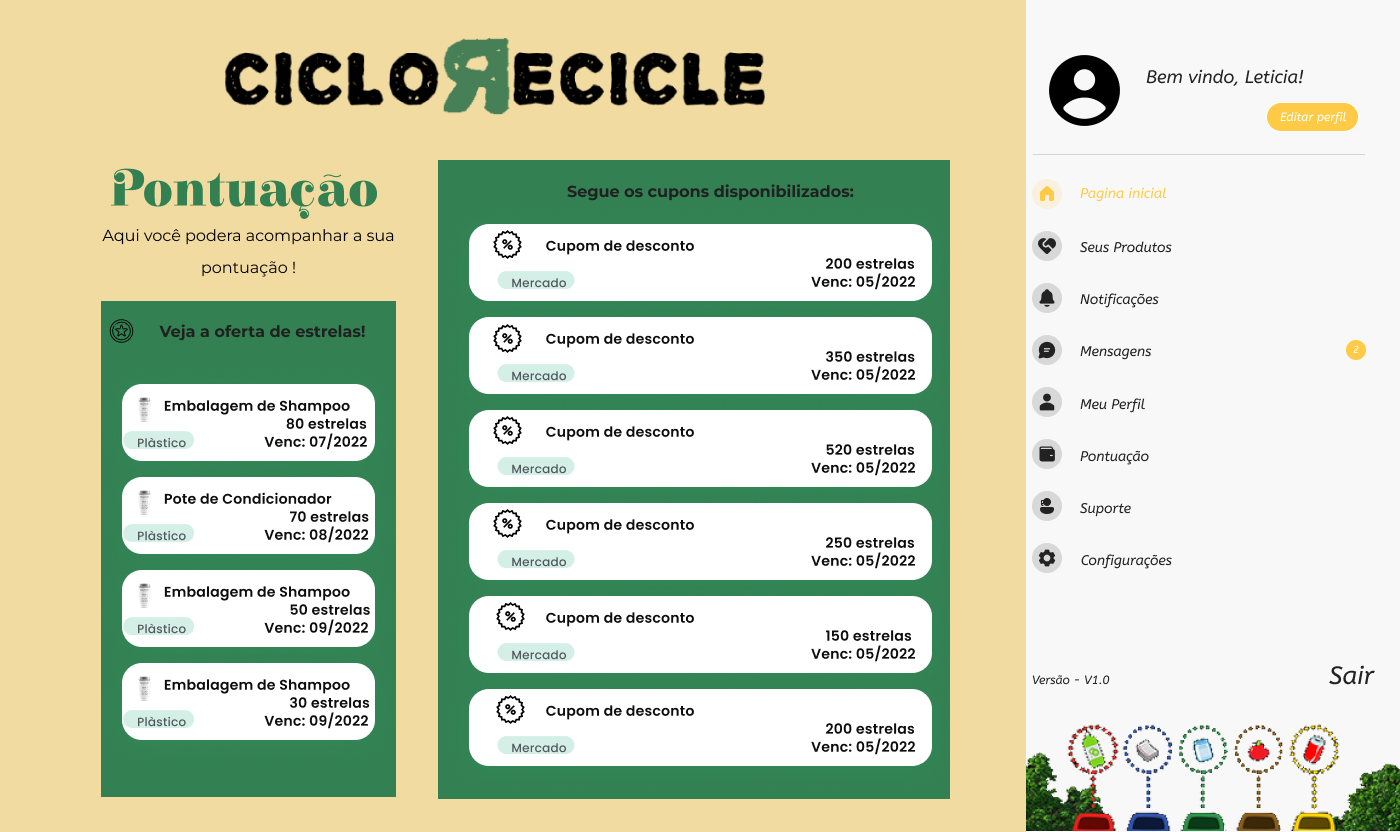 CICLORECICLE
Pontuação
Aqui você podera acompanhar a sua
pontuação !
Veja a oferta de estrelas!
Embalagem de Shampoo
80 estrelas
Plàstico
Venc: 07/2022
Pote de Condicionador
70 estrelas
Plàstico
Venc: 08/2022
Embalagem de Shampoo
50 estrelas
Plàstico
Venc: 09/2022
Embalagem de Shampoo
30 estrelas
Plàstico
Venc: 09/2022
Segue os cupons disponibilizados:
% Cupom de desconto
200 estrelas
Mercado
Venc: 05/2022
% Cupom de desconto
350 estrelas
Mercado
Venc: 05/2022
% Cupom de desconto
520 estrelas
Mercado
Venc: 05/2022
% Cupom de desconto
250 estrelas
Mercado
Venc: 05/2022
% Cupom de desconto
150 estrelas
Mercado
Venc: 05/2022
% Cupom de desconto
200 estrelas
Mercado
Venc: 05/2022
Bem vindo, Leticia!
Editar perfil
Pagina inicial
Seus Produtos
Notificações
Mensagens 2
Meu Perfil
Pontuação
Suporte
Configurações
Versão - V1.0
Sair